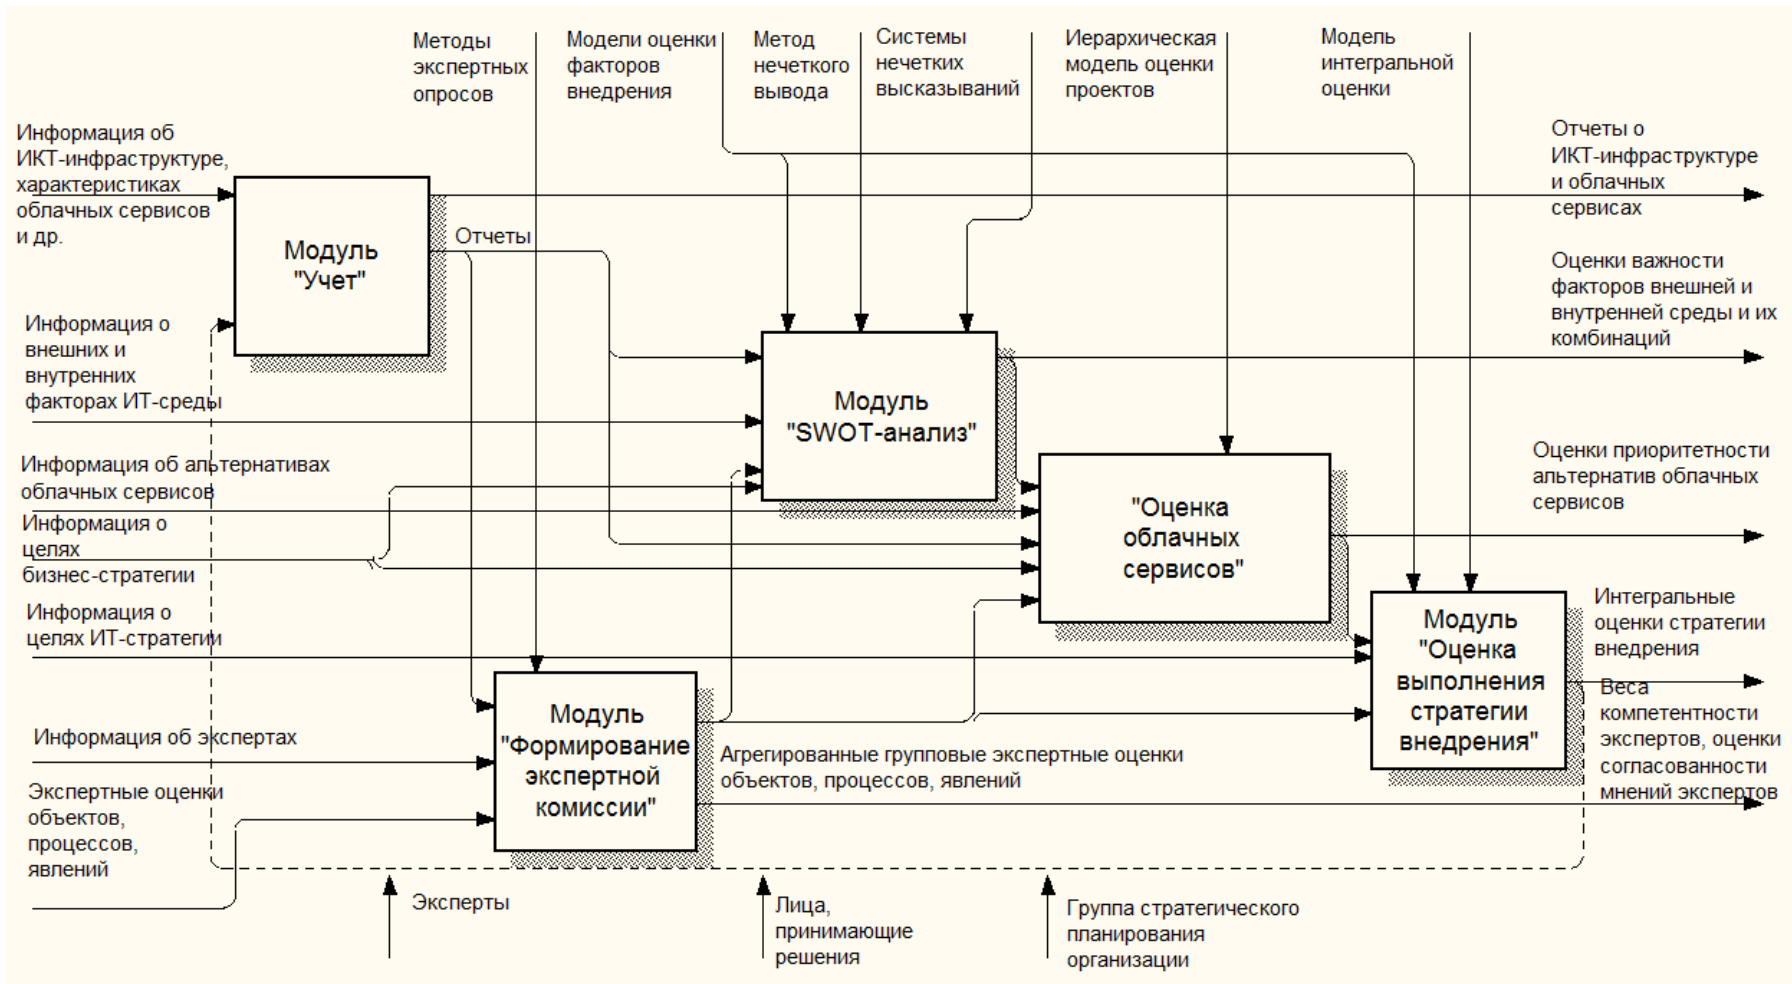 Методы
экспертных
опросов
Модели оценки
факторов
внедрения
Метод
нечеткого
вывода
Системы
нечетких
высказываний
Иерархическая
модель оценки
проектов
Модель
интегральной
оценки
Информация об
ИКТ-инфраструктуре,
характеристиках
облачных сервисов
и др.
Отчеты о
ИКТ-инфраструктуре
и облачных
сервисах
Модуль
"Учет"
Отчеты
Оценки важности
факторов внешней и
внутренней среды и их
комбинаций
Информация о
внешних и
внутренних
факторах ИТ-среды
Модуль
"SWOT-анализ"
Информация об альтернативах
облачных сервисов
Оценки приоритетности
альтернатив облачных
сервисов
"Оценка
облачных
сервисов"
Информация о
целях
бизнес-стратегии
Информация о
целях ИТ-стратегии
Интегральные
оценки стратегии
внедрения
Модуль
"Оценка
выполнения
стратегии
внедрения"
Веса
компетентности
экспертов, оценки
согласованности
мнений экспертов
Модуль
"Формирование
экспертной
комиссии"
Информация об экспертах
Агрегированные групповые экспертные оценки
объектов, процессов, явлений
Экспертные оценки
объектов,
процессов,
явлений
Эксперты
Лица,
принимающие
решения
Группа стратегического
планирования
организации